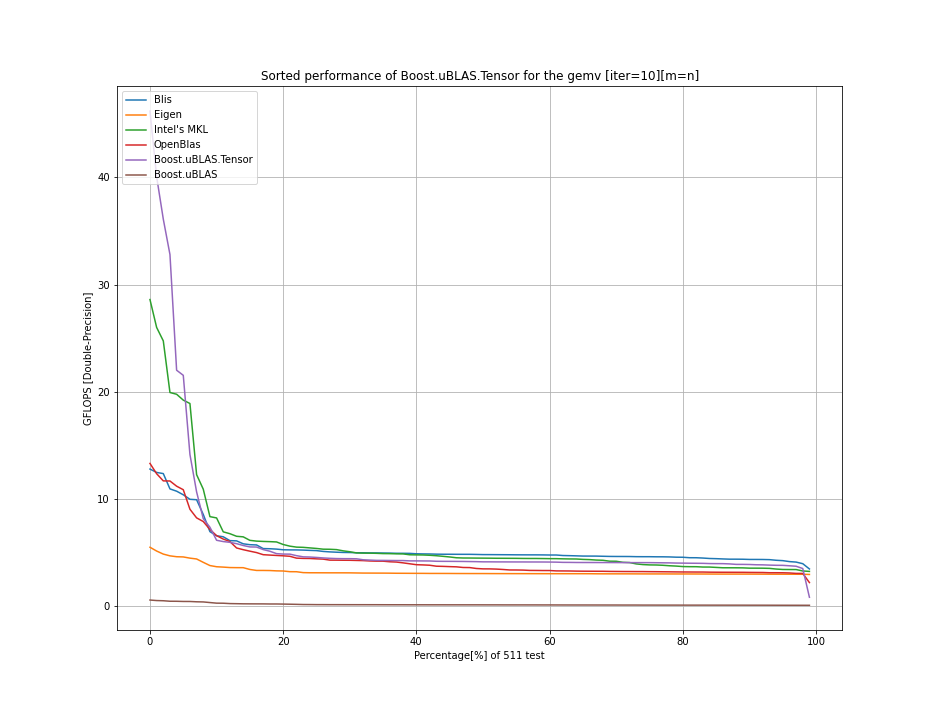 Sorted performance of Boost.uBLAS.Tensor for the gemv [iter=10][m=n]
Blis
Eigen
Intel's MKL
OpenBlas
Boost.uBLAS.Tensor
Boost.uBLAS
GFLOPS [Double-Precision]
40
30
20
10
0
0 20 40 60 80 100
Percentage[%] of 511 test